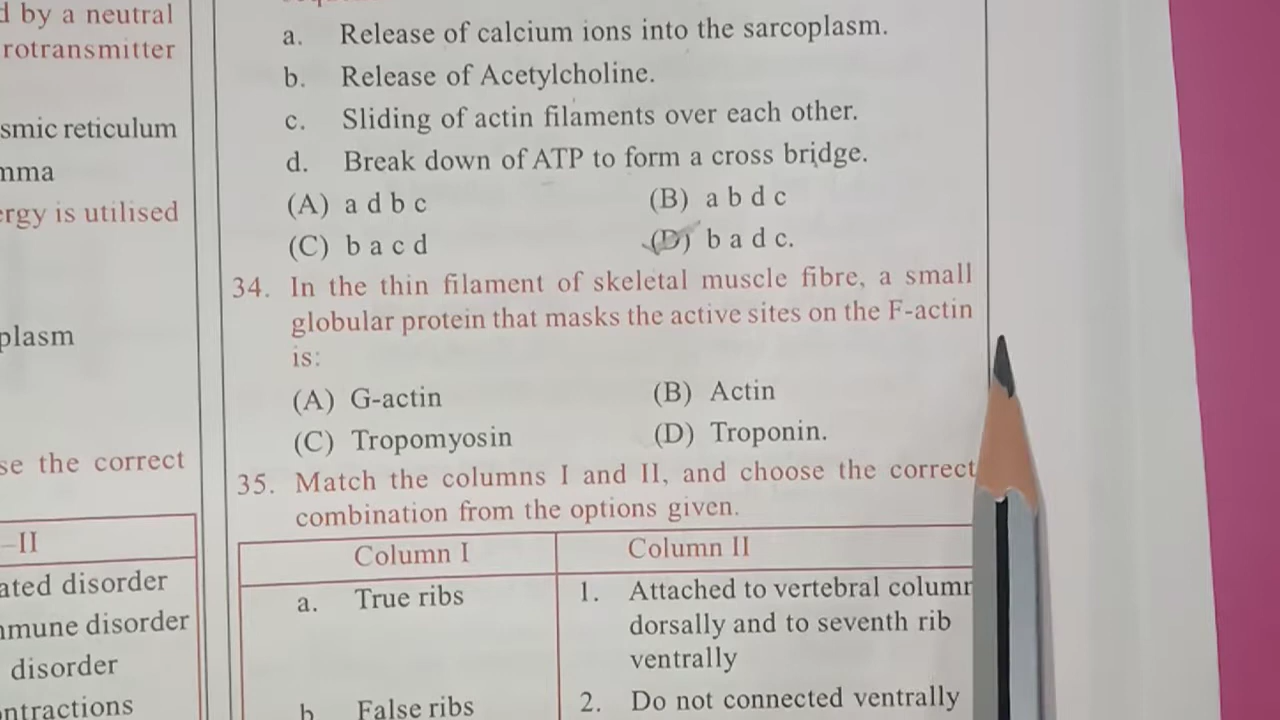 d by a neutral
rotransmitter
smic reticulum
mma
ergy is utilised
plasm
se the correct
–II
ated disorder
mmune disorder
disorder
ntractions
a. Release of calcium ions into the sarcoplasm.
b. Release of Acetylcholine.
c. Sliding of actin filaments over each other.
d. Break down of ATP to form a cross bridge.
(A) a d b c (B) a b d c
(C) b a c d (D) b a d c.
34. In the thin filament of skeletal muscle fibre, a small
globular protein that masks the active sites on the F-actin
is:
(A) G-actin (B) Actin
(C) Tropomyosin (D) Troponin.
35. Match the columns I and II, and choose the correct
combination from the options given.
Column I Column II
a. True ribs 1. Attached to vertebral column
dorsally and to seventh rib
ventrally
b. False ribs 2. Do not connected ventrally